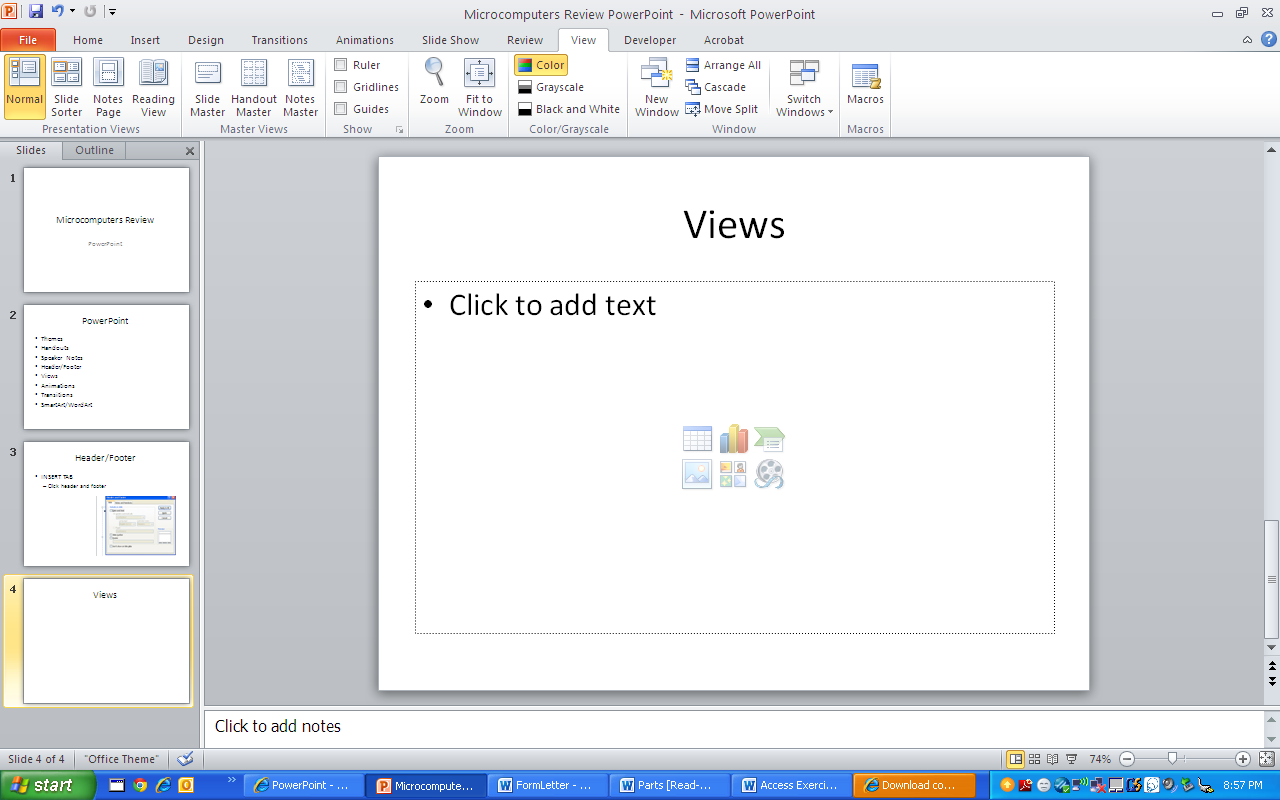 Microcomputers Review PowerPoint - Microsoft PowerPoint
File Home Insert Design Transitions Animations Slide Show Review View Developer Acrobat
Normal
Slide Sorter
Notes Page
Reading View
Presentation Views
Slide Master
Handout Master
Notes Master
Master Views
Ruler
Gridlines
Guides
Show
Zoom
Fit to Window
Zoom
Color
Grayscale
Black and White
Color/Grayscale
New Window
Arrange All
Cascade
Move Split
Switch Windows
Window
Macros
Macros
Slides Outline
1
Microcomputers Review
PowerPoint
2
PowerPoint
• Themes
• Handouts
• Speaker Notes
• Header/Footer
• Views
• Animations
• Transitions
• SmartArt/WordArt
3
Header/Footer
• INSERT TAB
– Click header and footer
4
Views
Views
• Click to add text
Click to add notes
Slide 4 of 4 "Office Theme" 74%
start PowerPoint - ... Microcompute... FormLetter - ... Parts [Read-... Access Exerci... Download co... 8:57 PM